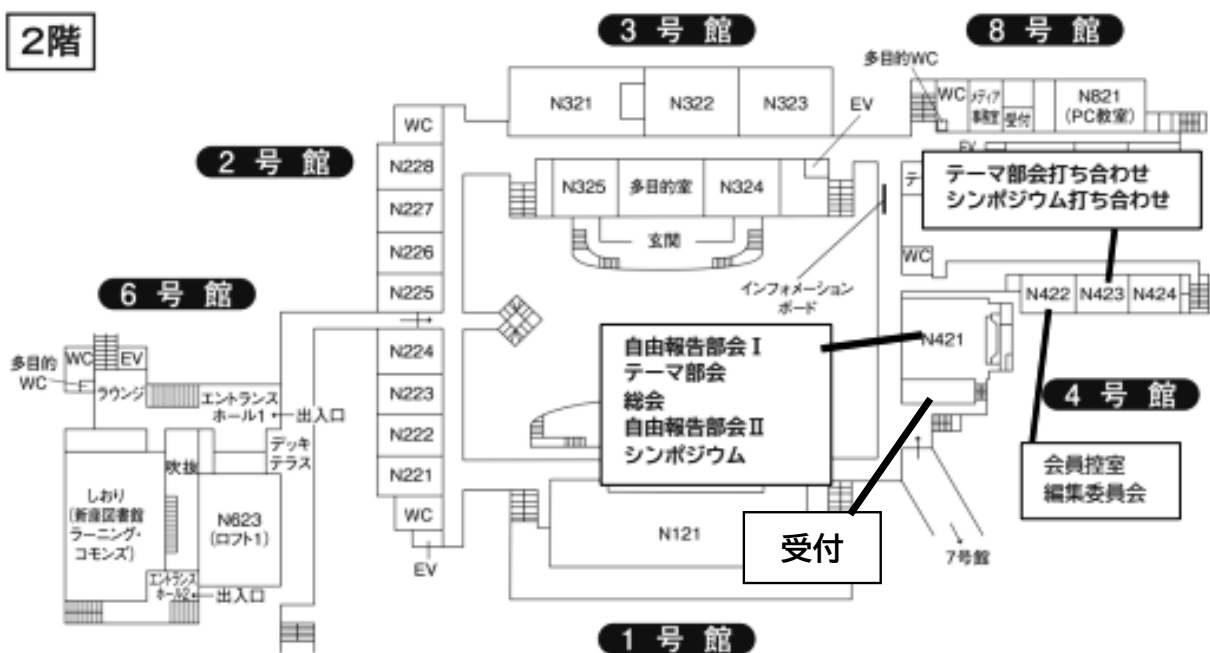 2階
3 号 館
8 号 館
多目的WC
N321
N322
N323
EV
WC
メディア
事務室
受付
N821
(PC教室)
WC
2 号 館
N228
N227
N226
N225
N224
N223
N222
N221
WC
EV
N325
多目的室
N324
玄関
インフォメーション
ボード
EV
テ
テーマ部会打ち合わせ
シンポジウム打ち合わせ
WC
N422
N423
N424
N421
4 号 館
自由報告部会Ⅰ
テーマ部会
総会
自由報告部会Ⅱ
シンポジウム
会員控室
編集委員会
受付
7号館
N121
1 号 館
6 号 館
多目的
WC
WC
EV
ラウンジ
エントランス
ホール1
出入口
デッキ
テラス
吹抜
しおり
(新座図書館
ラーニング・
コモンズ)
N623
(ロフト1)
エントランス
ホール2
出入口